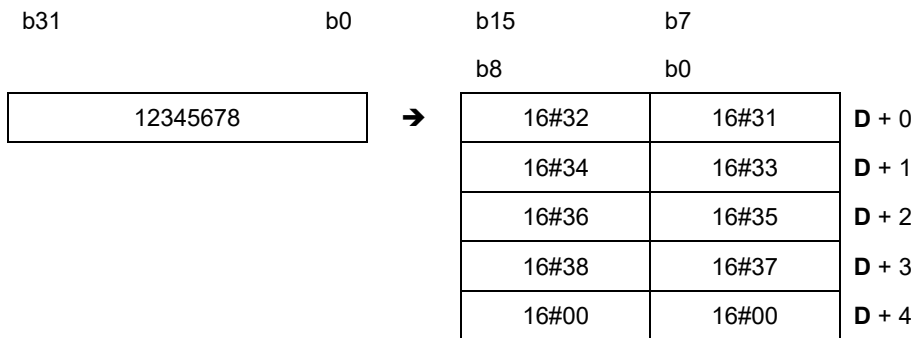 b31 b0 b15 b7
b8 b0
12345678 ➔ 16#32 16#31 D + 0
16#34 16#33 D + 1
16#36 16#35 D + 2
16#38 16#37 D + 3
16#00 16#00 D + 4